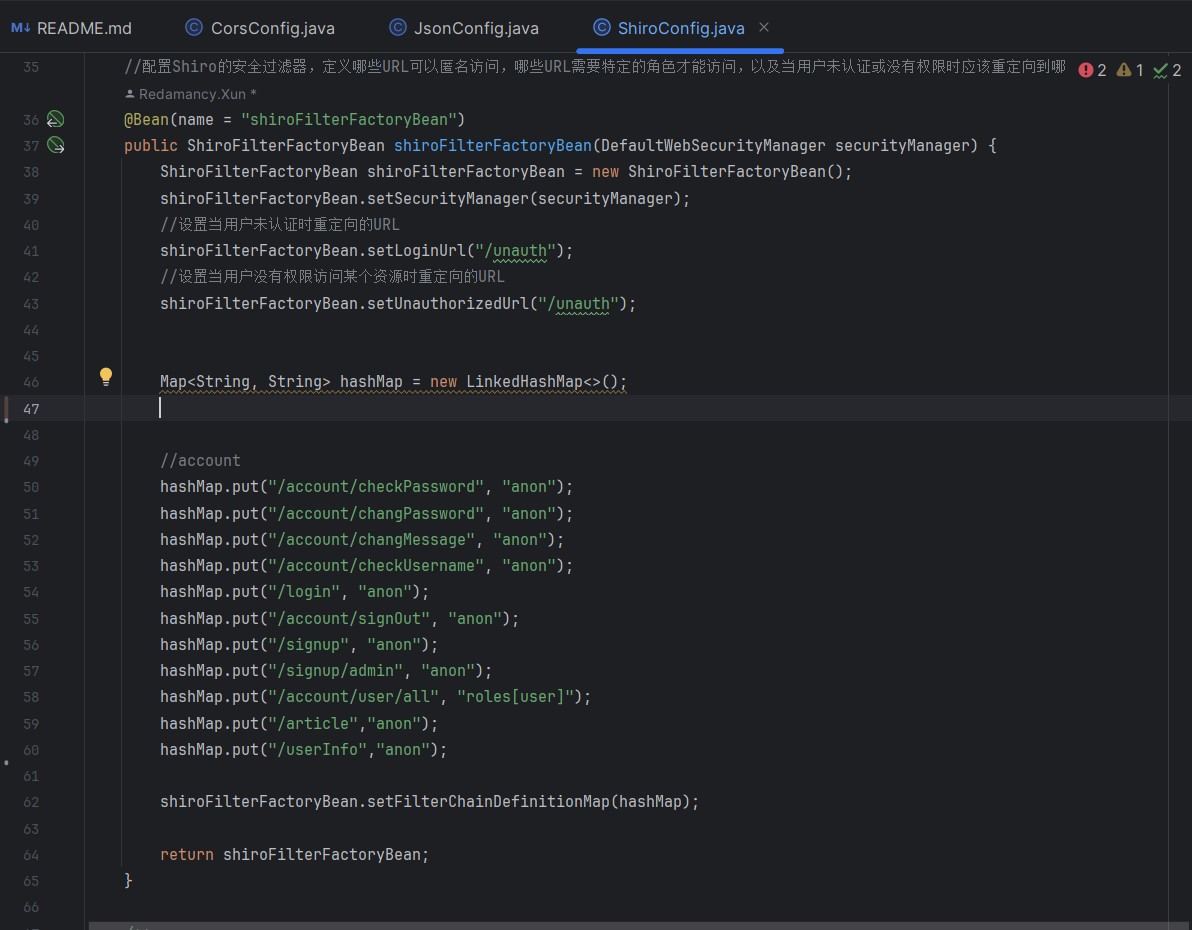 M↓ README.md
C CorsConfig.java
C JsonConfig.java
C ShiroConfig.java ×
35 //配置Shiro的安全过滤器，定义哪些URL可以匿名访问，哪些URL需要特定的角色才能访问，以及当用户未认证或没有权限时应该重定向到哪 2 1 2
Redamancy.Xun *
36 @Bean(name = "shiroFilterFactoryBean")
37 public ShiroFilterFactoryBean shiroFilterFactoryBean(DefaultWebSecurityManager securityManager) {
38 ShiroFilterFactoryBean shiroFilterFactoryBean = new ShiroFilterFactoryBean();
39 shiroFilterFactoryBean.setSecurityManager(securityManager);
40 //设置当用户未认证时重定向的URL
41 shiroFilterFactoryBean.setLoginUrl("/unauth");
42 //设置当用户没有权限访问某个资源时重定向的URL
43 shiroFilterFactoryBean.setUnauthorizedUrl("/unauth");
44
45
46 Map<String, String> hashMap = new LinkedHashMap<>();
47
48
49 //account
50 hashMap.put("/account/checkPassword", "anon");
51 hashMap.put("/account/changPassword", "anon");
52 hashMap.put("/account/changMessage", "anon");
53 hashMap.put("/account/checkUsername", "anon");
54 hashMap.put("/login", "anon");
55 hashMap.put("/account/signOut", "anon");
56 hashMap.put("/signup", "anon");
57 hashMap.put("/signup/admin", "anon");
58 hashMap.put("/account/user/all", "roles[user]");
59 hashMap.put("/article","anon");
60 hashMap.put("/userInfo","anon");
61
62 shiroFilterFactoryBean.setFilterChainDefinitionMap(hashMap);
63
64 return shiroFilterFactoryBean;
65 }
66